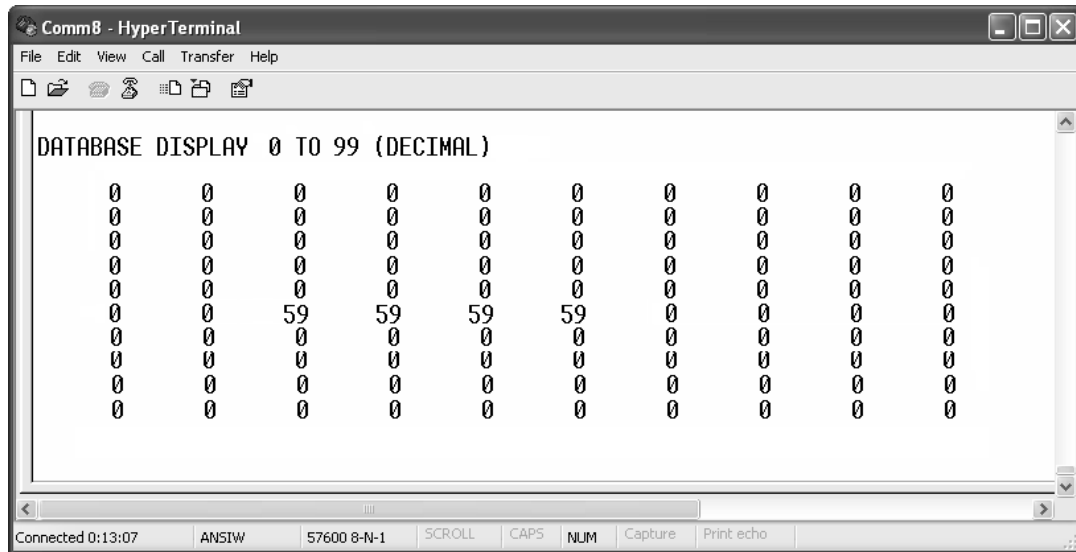 Comm8 - HyperTerminal
File Edit View Call Transfer Help
DATABASE DISPLAY 0 TO 99 (DECIMAL)
0 0 0 0 0 0 0 0 0 0
0 0 0 0 0 0 0 0 0 0
0 0 0 0 0 0 0 0 0 0
0 0 0 0 0 0 0 0 0 0
0 0 0 0 0 0 0 0 0 0
0 0 59 59 59 59 0 0 0 0
0 0 0 0 0 0 0 0 0 0
0 0 0 0 0 0 0 0 0 0
0 0 0 0 0 0 0 0 0 0
0 0 0 0 0 0 0 0 0 0
Connected 0:13:07 ANSIW 57600 8-N-1 SCROLL CAPS NUM Capture Print echo